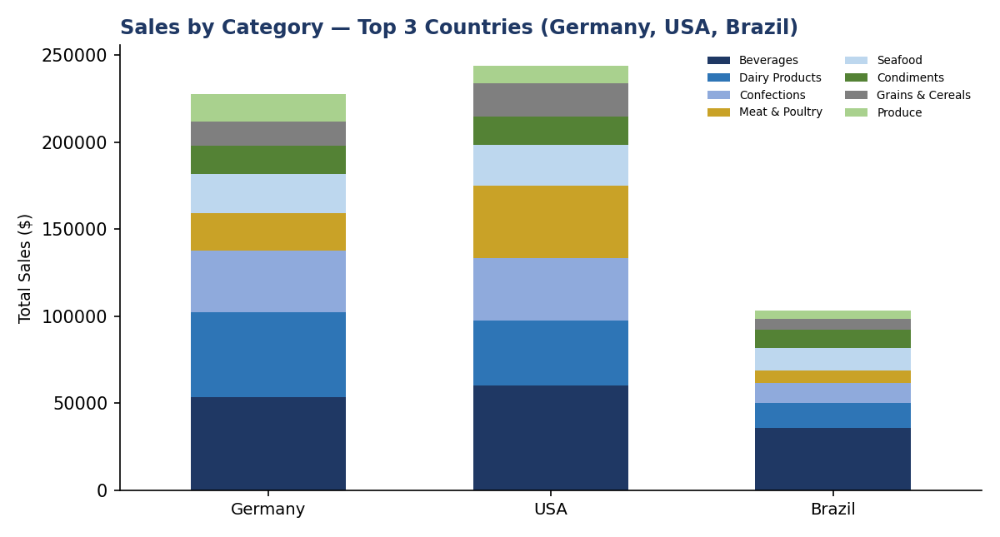 Sales by Category — Top 3 Countries (Germany, USA, Brazil)
Total Sales ($)
250000
200000
150000
100000
50000
0
Germany
USA
Brazil
Beverages
Dairy Products
Confections
Meat & Poultry
Seafood
Condiments
Grains & Cereals
Produce